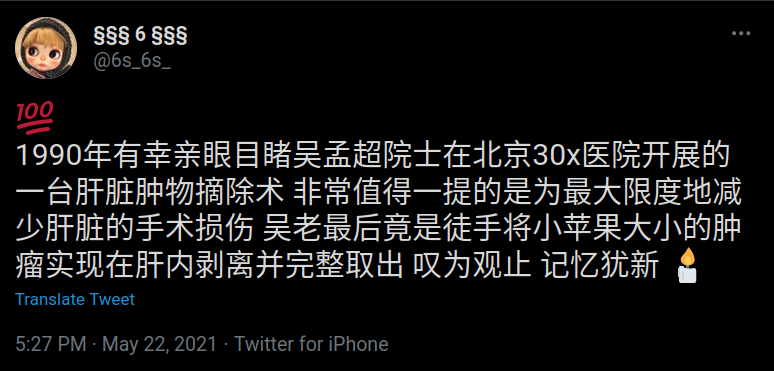 §§§ 6 §§§
@6s_6s_
💯
1990年有幸亲眼目睹吴孟超院士在北京30x医院开展的
一台肝脏肿物摘除术 非常值得一提的是为最大限度地减
少肝脏的手术损伤 吴老最后竟是徒手将小苹果大小的肿
瘤实现在肝内剥离并完整取出 叹为观止 记忆犹新 🕯️
Translate Tweet
5:27 PM · May 22, 2021 · Twitter for iPhone